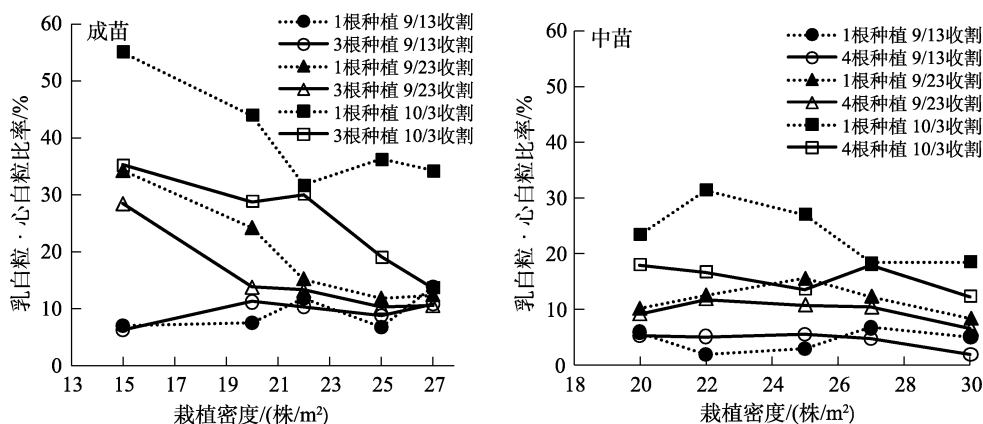 成苗
1根种植 9/13收割
3根种植 9/13收割
1根种植 9/23收割
3根种植 9/23收割
1根种植 10/3收割
3根种植 10/3收割
乳白粒·心白粒比率/%
60
50
40
30
20
10
0
13 15 17 19 21 23 25 27
栽植密度/(株/m²)
中苗
1根种植 9/13收割
4根种植 9/13收割
1根种植 9/23收割
4根种植 9/23收割
1根种植 10/3收割
4根种植 10/3收割
乳白粒·心白粒比率/%
60
50
40
30
20
10
0
18 20 22 24 26 28 30
栽植密度/(株/m²)